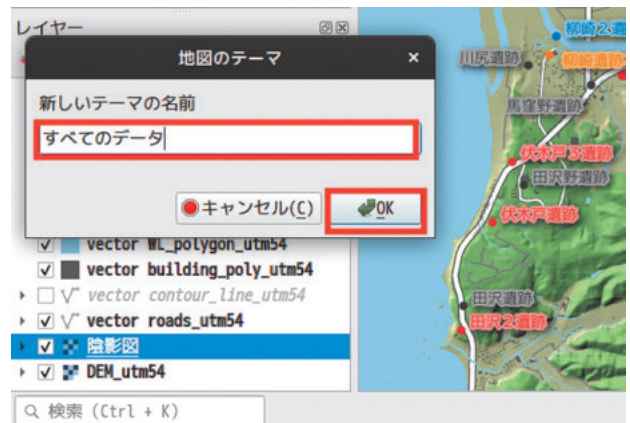 レイヤー
地図のテーマ
新しいテーマの名前
すべてのデータ
キャンセル(C)
OK
vector WL_polygon_utm54
vector building_poly_utm54
vector contour_line_utm54
vector roads_utm54
陰影図
DEM_utm54
検索 (Ctrl + K)
柳崎2遺
川尻遺跡
柳崎遺跡
馬窪野遺跡
伏木戸3遺跡
田沢野遺跡
伏木戸遺跡
田沢遺跡
田沢2遺跡